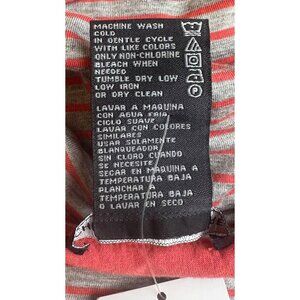 MACHINE WASH
COLD
IN GENTLE CYCLE
WITH LIKE COLORS
ONLY NON-CHLORINE
BLEACH WHEN
NEEDED
TUMBLE DRY LOW
LOW IRON
OR DRY CLEAN
LAVAR A MAQUINA
CON AGUA FRIA
CICLO SUAVE
LAVAR CON COLORES
SIMILARES
USAR SOLAMENTE
BLANQUEADOR
SIN CLORO CUANDO
SE NECESITE
SECAR EN MAQUINA A
TEMPERATURA BAJA
PLANCHAR A
TEMPERATURA BAJA
O LAVAR EN SECO
P